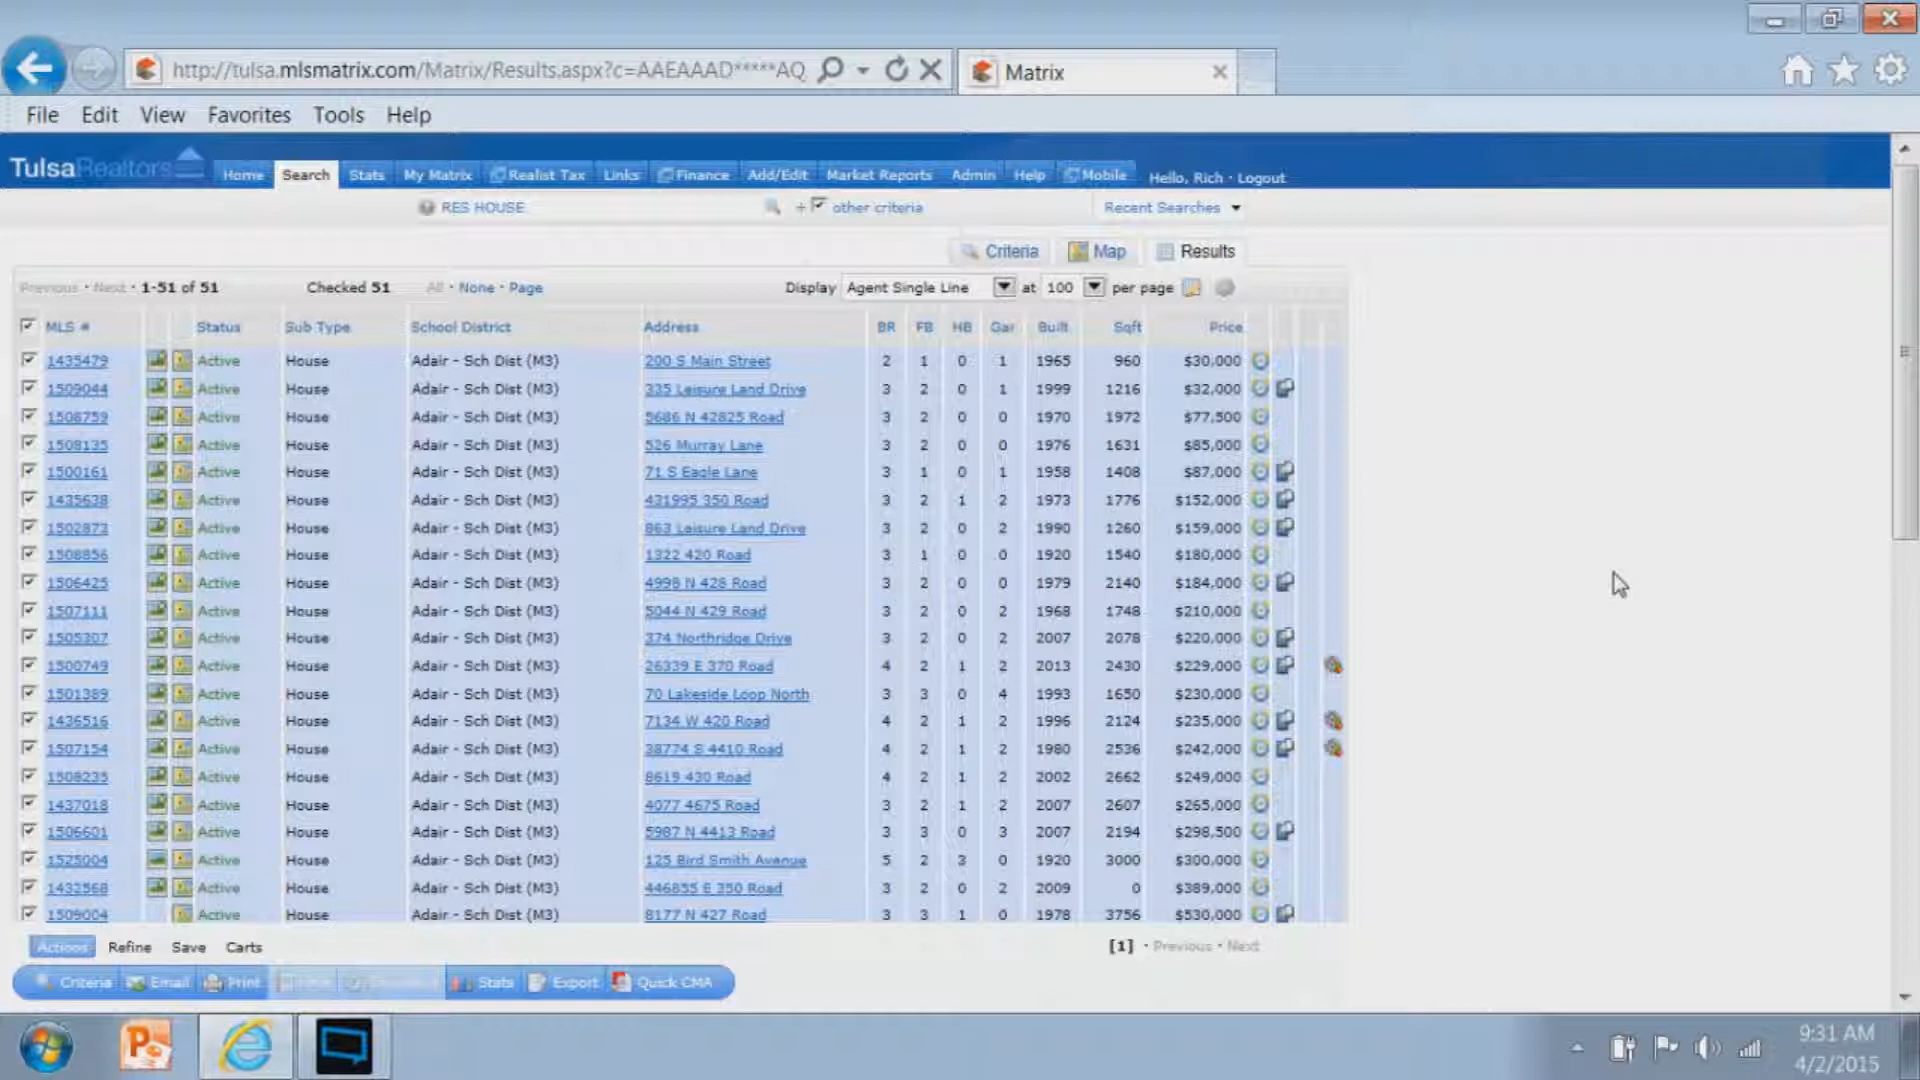 http://tulsa.mlsmatrix.com/Matrix/Results.aspx?c=AAEAAAD*****AQ
Matrix
File Edit View Favorites Tools Help
TulsaRealtors Home Search Stats My Matrix Realist Tax Links Finance Add/Edit Market Reports Admin Help Mobile Hello, Rich · Logout
RES HOUSE + other criteria Recent Searches
Criteria Map Results
Previous · Next · 1-51 of 51 Checked 51 All · None · Page Display Agent Single Line at 100 per page
MLS # Status Sub Type School District Address BR FB HB Gar Built Sqft Price
1435479 Active House Adair - Sch Dist (M3) 200 S Main Street 2 1 0 1 1965 960 $30,000
1509044 Active House Adair - Sch Dist (M3) 335 Leisure Land Drive 3 2 0 1 1999 1216 $32,000
1508759 Active House Adair - Sch Dist (M3) 5686 N 42825 Road 3 2 0 0 1970 1972 $77,500
1508135 Active House Adair - Sch Dist (M3) 526 Murray Lane 3 2 0 0 1976 1631 $85,000
1500161 Active House Adair - Sch Dist (M3) 71 S Eagle Lane 3 1 0 1 1958 1408 $87,000
1435638 Active House Adair - Sch Dist (M3) 431995 350 Road 3 2 1 2 1973 1776 $152,000
1502873 Active House Adair - Sch Dist (M3) 863 Leisure Land Drive 3 2 0 2 1990 1260 $159,000
1508856 Active House Adair - Sch Dist (M3) 1322 420 Road 3 1 0 0 1920 1540 $180,000
1506425 Active House Adair - Sch Dist (M3) 4998 N 428 Road 3 2 0 0 1979 2140 $184,000
1507111 Active House Adair - Sch Dist (M3) 5044 N 429 Road 3 2 0 2 1968 1748 $210,000
1505307 Active House Adair - Sch Dist (M3) 374 Northridge Drive 3 2 0 2 2007 2078 $220,000
1500749 Active House Adair - Sch Dist (M3) 26339 E 370 Road 4 2 1 2 2013 2430 $229,000
1501389 Active House Adair - Sch Dist (M3) 70 Lakeside Loop North 3 3 0 4 1993 1650 $230,000
1436516 Active House Adair - Sch Dist (M3) 7134 W 420 Road 4 2 1 2 1996 2124 $235,000
1507154 Active House Adair - Sch Dist (M3) 38774 S 4410 Road 4 2 1 2 1980 2536 $242,000
1508235 Active House Adair - Sch Dist (M3) 8619 430 Road 4 2 1 2 2002 2662 $249,000
1437018 Active House Adair - Sch Dist (M3) 4077 4675 Road 3 2 1 2 2007 2607 $265,000
1506601 Active House Adair - Sch Dist (M3) 5987 N 4413 Road 3 3 0 3 2007 2194 $298,500
1525004 Active House Adair - Sch Dist (M3) 125 Bird Smith Avenue 5 2 3 0 1920 3000 $300,000
1432568 Active House Adair - Sch Dist (M3) 446855 E 350 Road 3 2 0 2 2009 0 $389,000
1509004 Active House Adair - Sch Dist (M3) 8177 N 427 Road 3 3 1 0 1978 3756 $530,000
Actions Refine Save Carts [1] · Previous · Next
Criteria Email Print Stats Export Quick CMA
9:31 AM
4/2/2015